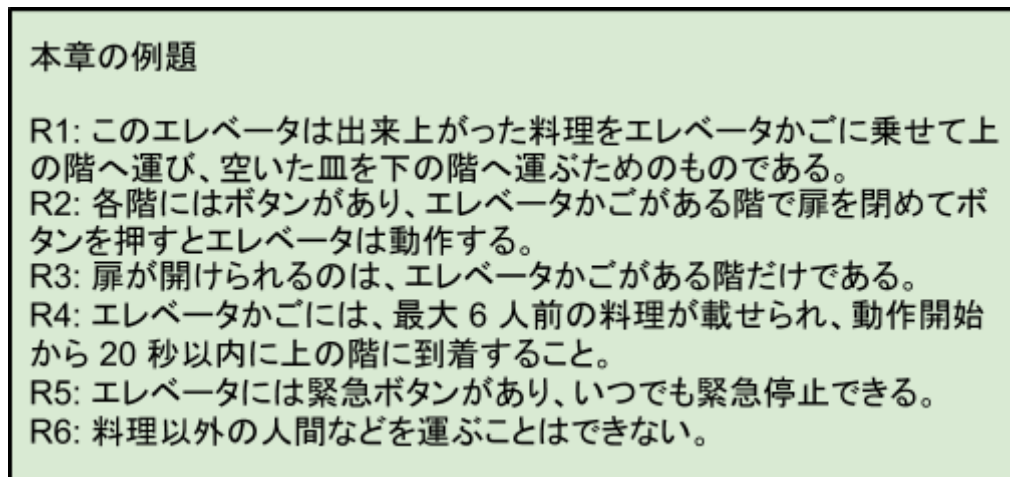 本章の例題
R1: このエレベータは出来上がった料理をエレベータかごに乗せて上
の階へ運び、空いた皿を下の階へ運ぶためのものである。
R2: 各階にはボタンがあり、エレベータかごがある階で扉を閉めてボ
タンを押すとエレベータは動作する。
R3: 扉が開けられるのは、エレベータかごがある階だけである。
R4: エレベータかごには、最大 6 人前の料理が載せられ、動作開始
から 20 秒以内に上の階に到着すること。
R5: エレベータには緊急ボタンがあり、いつでも緊急停止できる。
R6: 料理以外の人間などを運ぶことはできない。